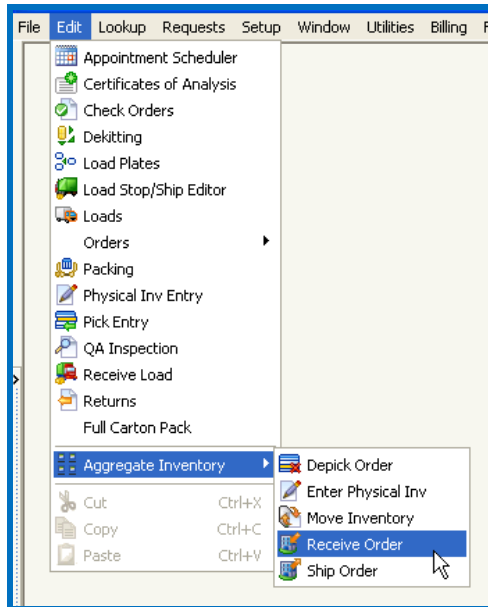 File Edit Lookup Requests Setup Window Utilities Billing
Appointment Scheduler
Certificates of Analysis
Check Orders
Dekitting
Load Plates
Load Stop/Ship Editor
Loads
Orders
Packing
Physical Inv Entry
Pick Entry
QA Inspection
Receive Load
Returns
Full Carton Pack
Aggregate Inventory
Depick Order
Enter Physical Inv
Move Inventory
Receive Order
Ship Order
Cut Ctrl+X
Copy Ctrl+C
Paste Ctrl+V